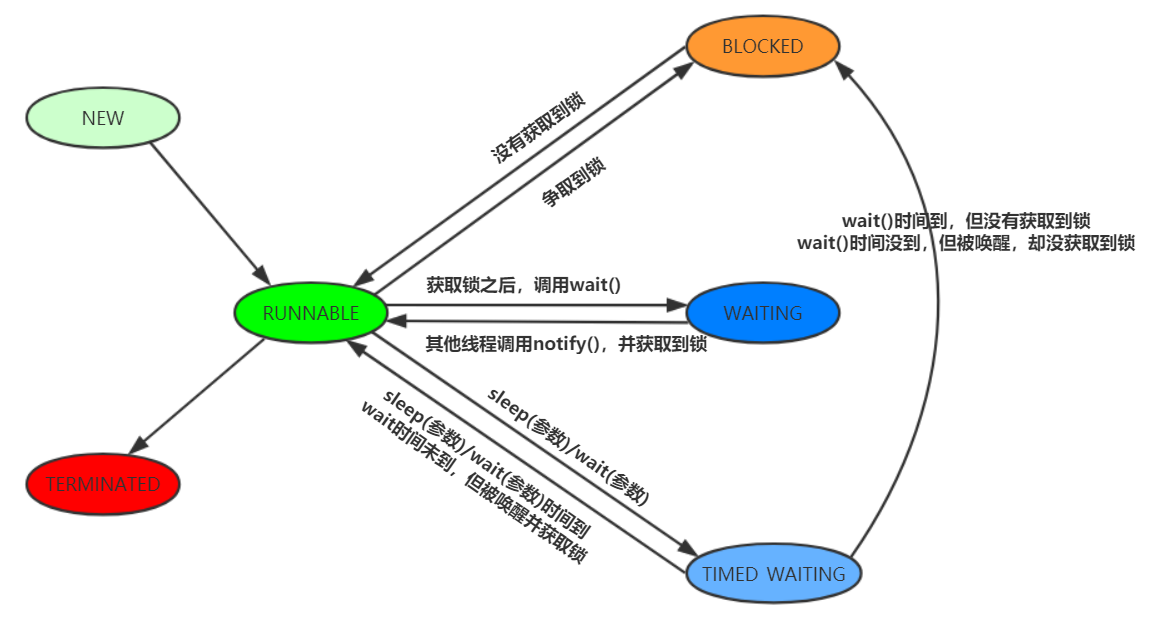 BLOCKED
NEW
没有获取到锁
争取到锁
wait()时间到，但没有获取到锁
wait()时间没到，但被唤醒，却没获取到锁
获取锁之后，调用wait()
RUNNABLE
WAITING
其他线程调用notify()，并获取到锁
sleep(参数)/wait(参数)
sleep(参数)/wait(参数)时间到
wait时间未到，但被唤醒并获取锁
TERMINATED
TIMED WAITING